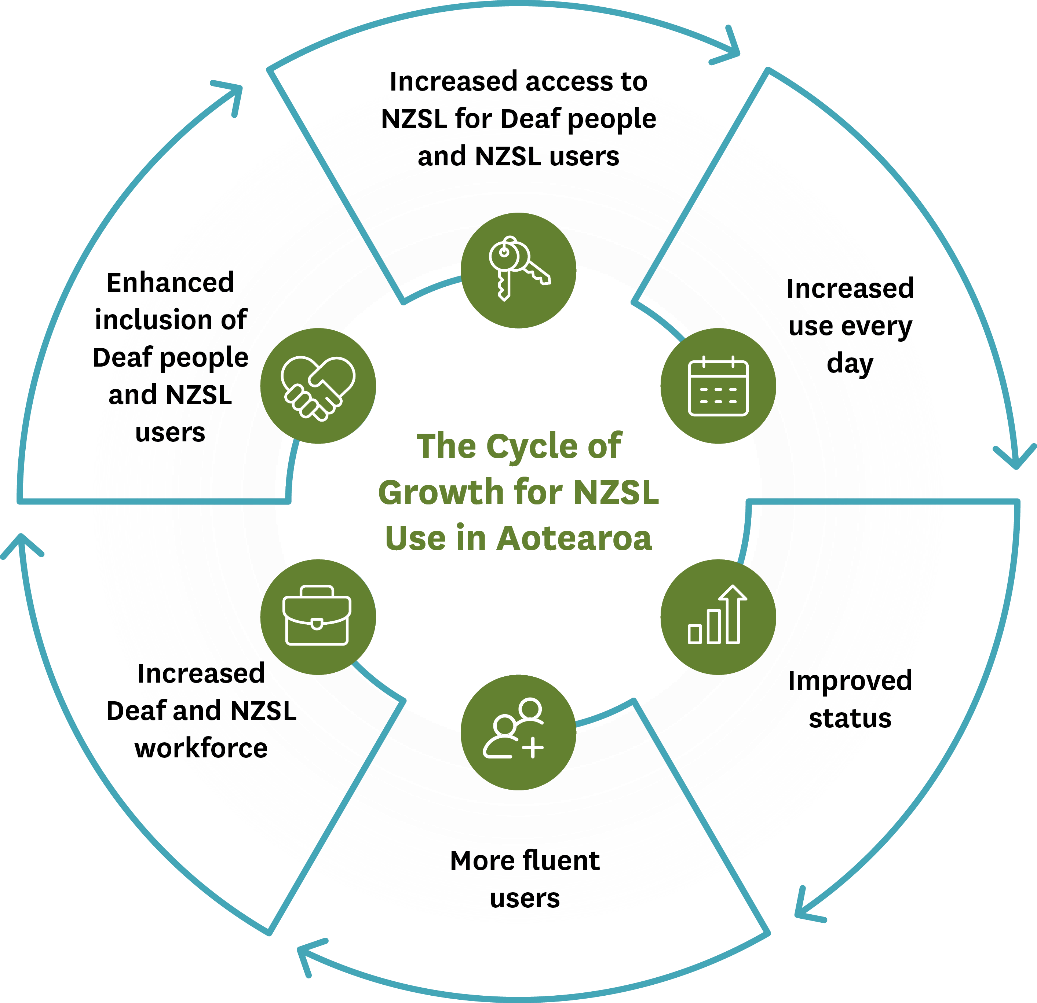 Increased access to
NZSL for Deaf people
and NZSL users
Increased
use every
day
Improved
status
More fluent
users
Increased
Deaf and NZSL
workforce
Enhanced
inclusion of
Deaf people
and NZSL
users
The Cycle of
Growth for NZSL
Use in Aotearoa